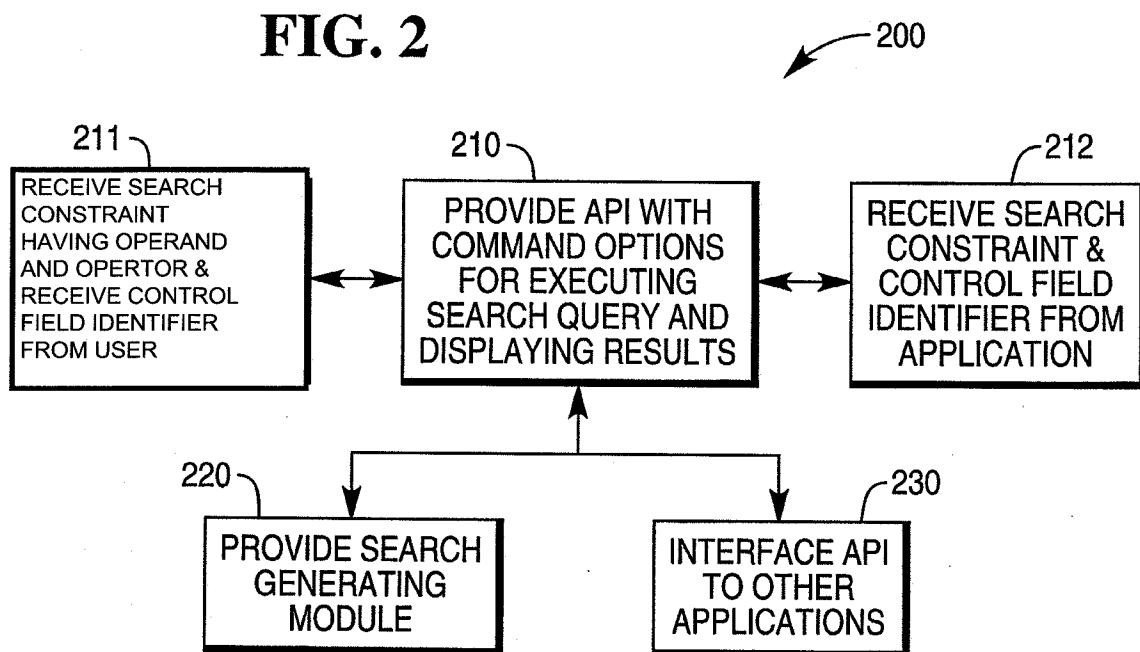 FIG. 2
200
211
RECEIVE SEARCH
CONSTRAINT
HAVING OPERAND
AND OPERTOR &
RECEIVE CONTROL
FIELD IDENTIFIER
FROM USER
210
PROVIDE API WITH
COMMAND OPTIONS
FOR EXECUTING
SEARCH QUERY AND
DISPLAYING RESULTS
212
RECEIVE SEARCH
CONSTRAINT &
CONTROL FIELD
IDENTIFIER FROM
APPLICATION
220
PROVIDE SEARCH
GENERATING
MODULE
230
INTERFACE API
TO OTHER
APPLICATIONS